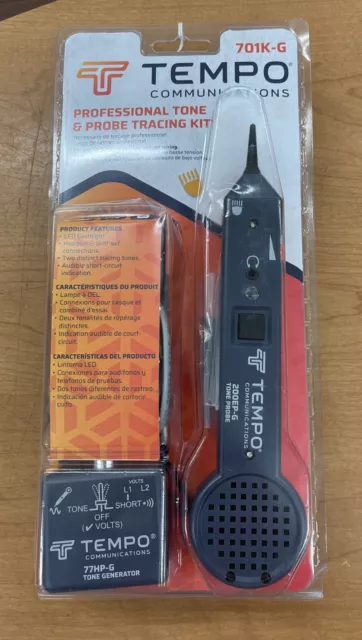 701K-G
TEMPO
COMMUNICATIONS
PROFESSIONAL TONE
& PROBE TRACING KIT
PRODUCT FEATURES
• LED
connections.
• Two distinct tracing tones.
• Audible short-circuit
indication.
CARACTÉRISTIQUES DU PRODUIT
• Lampe à DEL.
• Connexions pour casque et
combiné d'essai.
• Deux tonalités de repérage
distinctes.
• Indication audible de court-
circuit.
CARACTERÍSTICAS DEL PRODUCTO
• Linterna LED
• Conexiones para audífonos y
teléfonos de pruebas.
• Dos tonos diferentes de rastreo
• Indicación audible de
TEMPO
COMMUNICATIONS
200EP-G
TONE PROBE
VOLTS
L1 L2
TONE SHORT
OFF
(✓ VOLTS)
TEMPO
COMMUNICATIONS
77HP-G
TONE GENERATOR